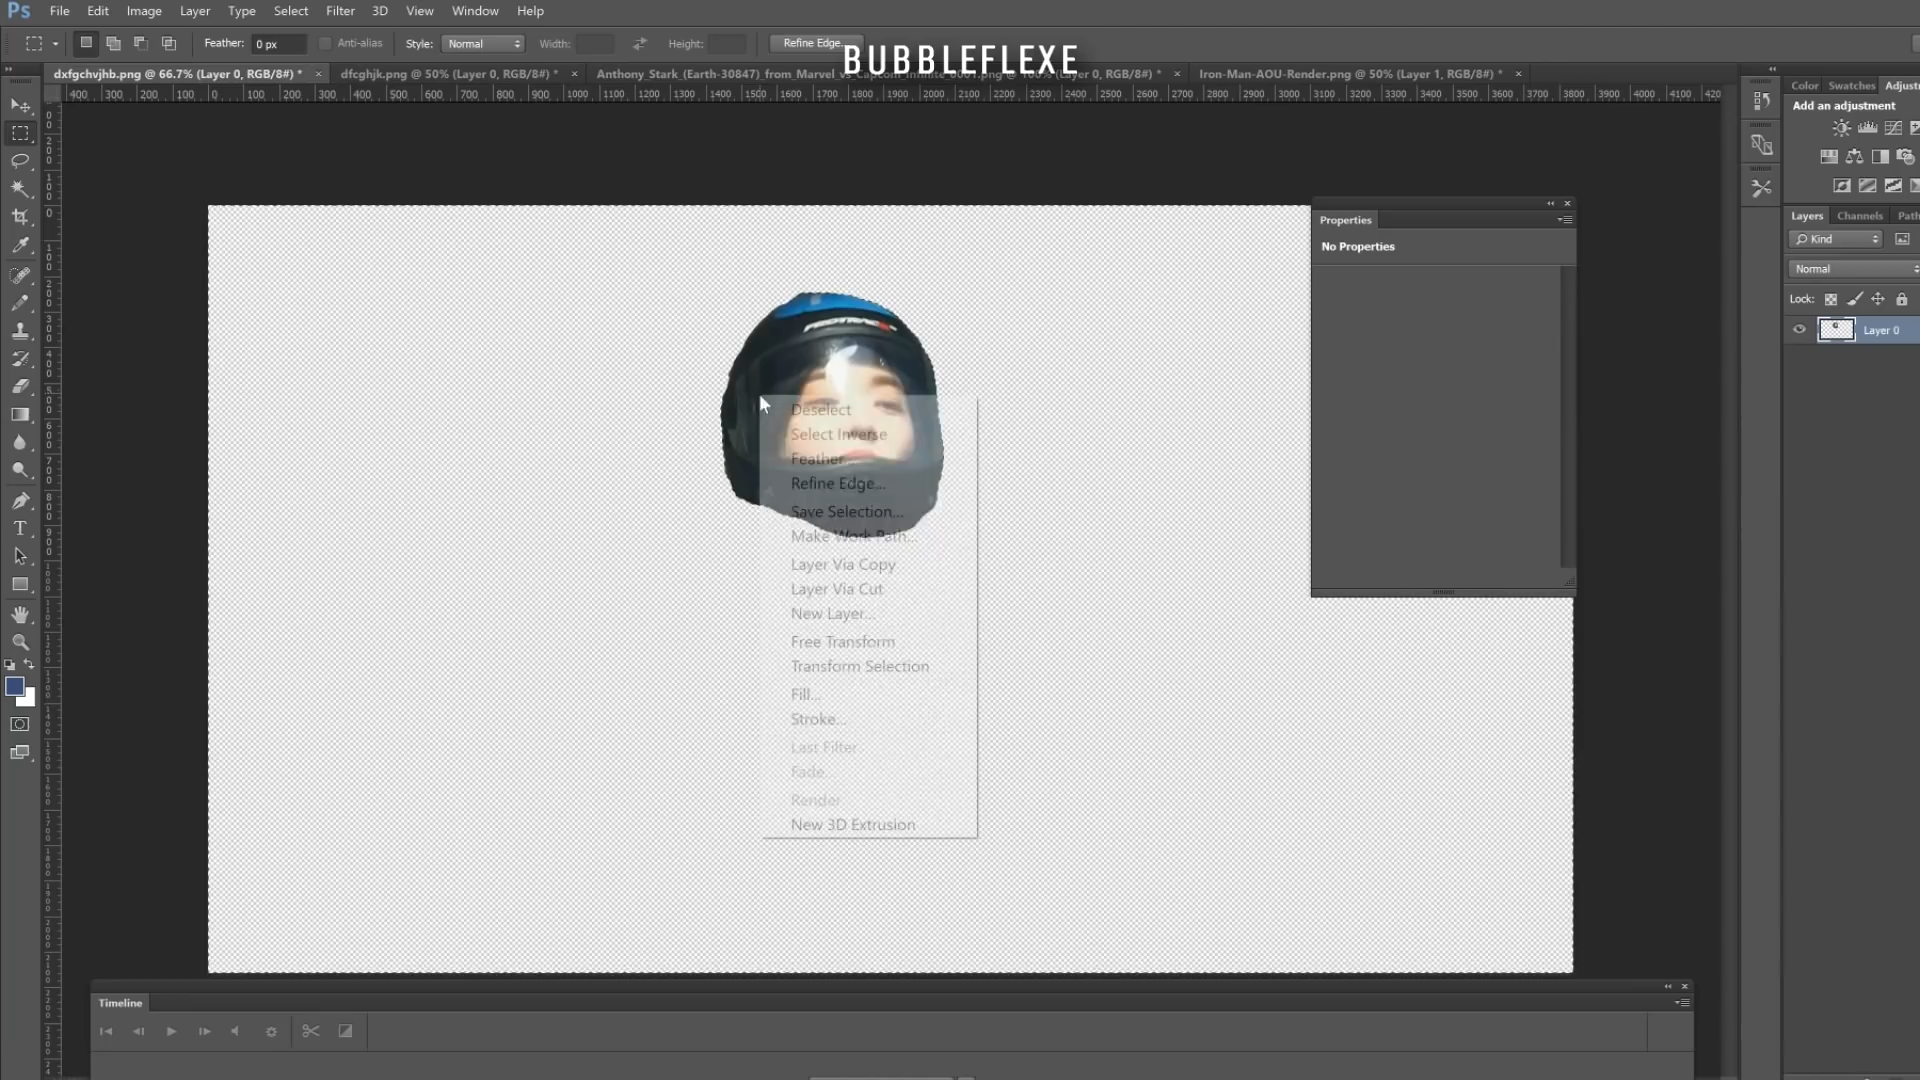 Ps File Edit Image Layer Type Select Filter 3D View Window Help
Feather: 0 px Anti-alias Style: Normal Width: Height: Refine Edge...
BUBBLEFLEXE
dxfgchvjhb.png @ 66.7% (Layer 0, RGB/8#) * dfcghjk.png @ 50% (Layer 0, RGB/8#) * Anthony_Stark_(Earth-30847)_from_Marvel_vs_Capcom_Infinite_0001.png @ 100% (Layer 0, RGB/8#) * Iron-Man-AOU-Render.png @ 50% (Layer 1, RGB/8#) *
400 300 200 100 0 100 200 300 400 500 600 700 800 900 1000 1100 1200 1300 1400 1500 1600 1700 1800 1900 2000 2100 2200 2300 2400 2500 2600 2700 2800 2900 3000 3100 3200 3300 3400 3500 3600 3700 3800 3900 4000 4100 420
Color Swatches Adjustm
Add an adjustment
Properties
No Properties
Layers Channels Path
Kind
Normal
Lock:
Layer 0
Deselect
Select Inverse
Feather...
Refine Edge...
Save Selection...
Make Work Path...
Layer Via Copy
Layer Via Cut
New Layer...
Free Transform
Transform Selection
Fill...
Stroke...
Last Filter
Fade...
Render
New 3D Extrusion
Timeline